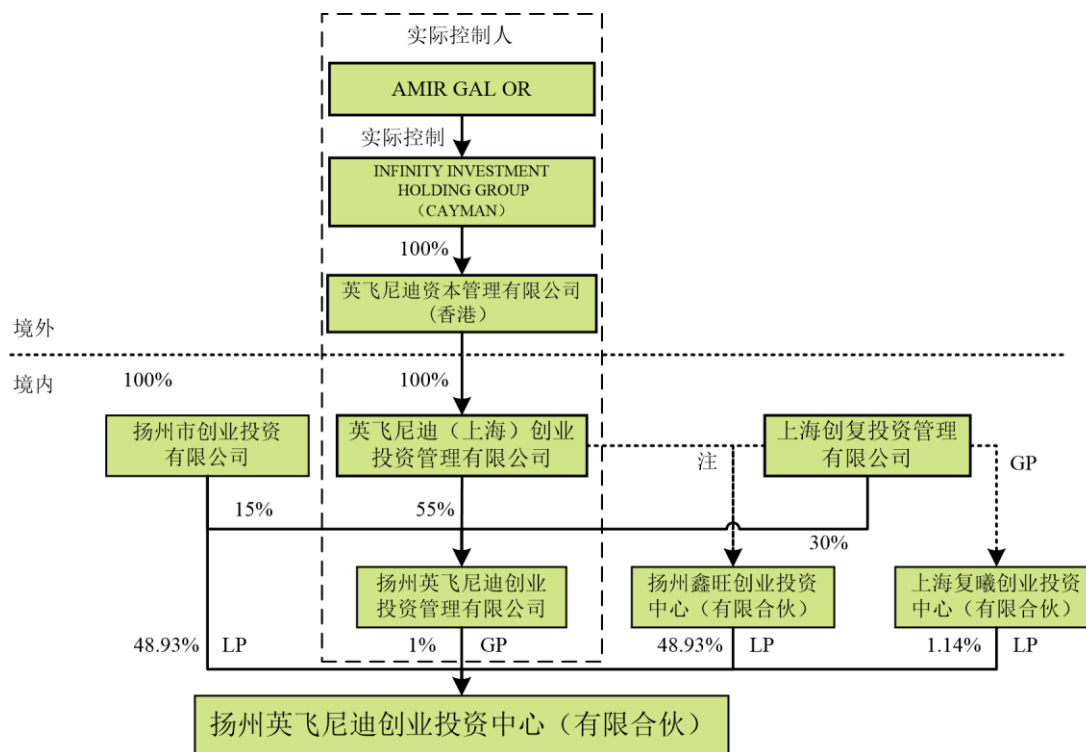 实际控制人
AMIR GAL OR
实际控制
INFINITY INVESTMENT
HOLDING GROUP
（CAYMAN）
100%
英飞尼迪资本管理有限公司
(香港）
境外
境内
100%
100%
扬州市创业投资
有限公司
英飞尼迪（上海）创业
投资管理有限公司
上海创复投资管理
有限公司
注
GP
15%
55%
30%
扬州英飞尼迪创业
投资管理有限公司
扬州鑫旺创业投资
中心（有限合伙）
上海复曦创业投资
中心（有限合伙）
48.93% LP
1% GP
48.93% LP
1.14% LP
扬州英飞尼迪创业投资中心（有限合伙）